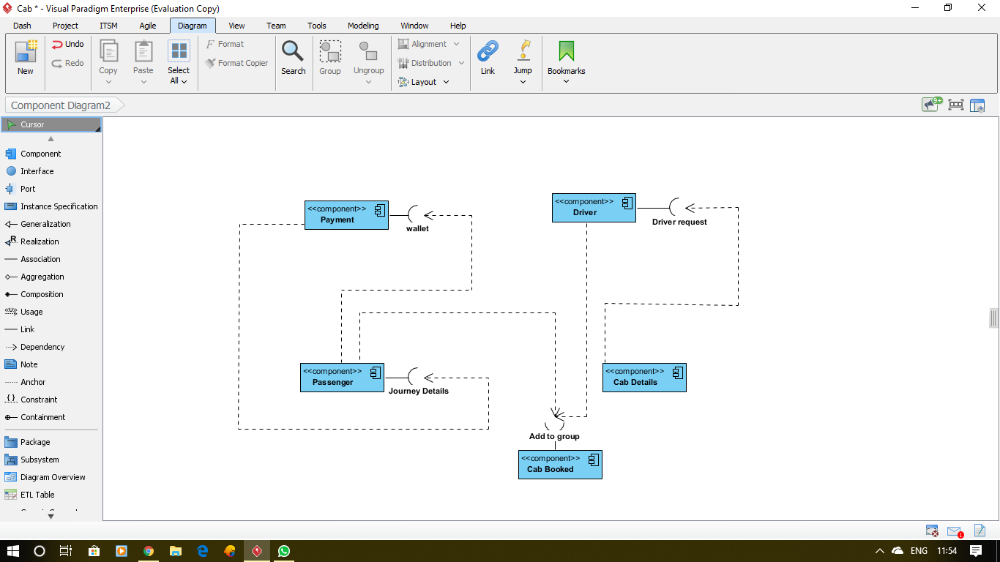 Cab * - Visual Paradigm Enterprise (Evaluation Copy)
Dash Project ITSM Agile Diagram View Team Tools Modeling Window Help
New
Undo
Redo
Copy
Paste
Select
All
Format
Format Copier
Search
Group
Ungroup
Alignment
Distribution
Layout
Link
Jump
Bookmarks
Component Diagram2
9+
Cursor
Component
Interface
Port
Instance Specification
Generalization
Realization
Association
Aggregation
Composition
Usage
Link
Dependency
Note
Anchor
Constraint
Containment
Package
Subsystem
Diagram Overview
ETL Table
<<component>>
Payment
wallet
<<component>>
Driver
Driver request
<<component>>
Passenger
Journey Details
<<component>>
Cab Details
Add to group
<<component>>
Cab Booked
1
ENG 11:54